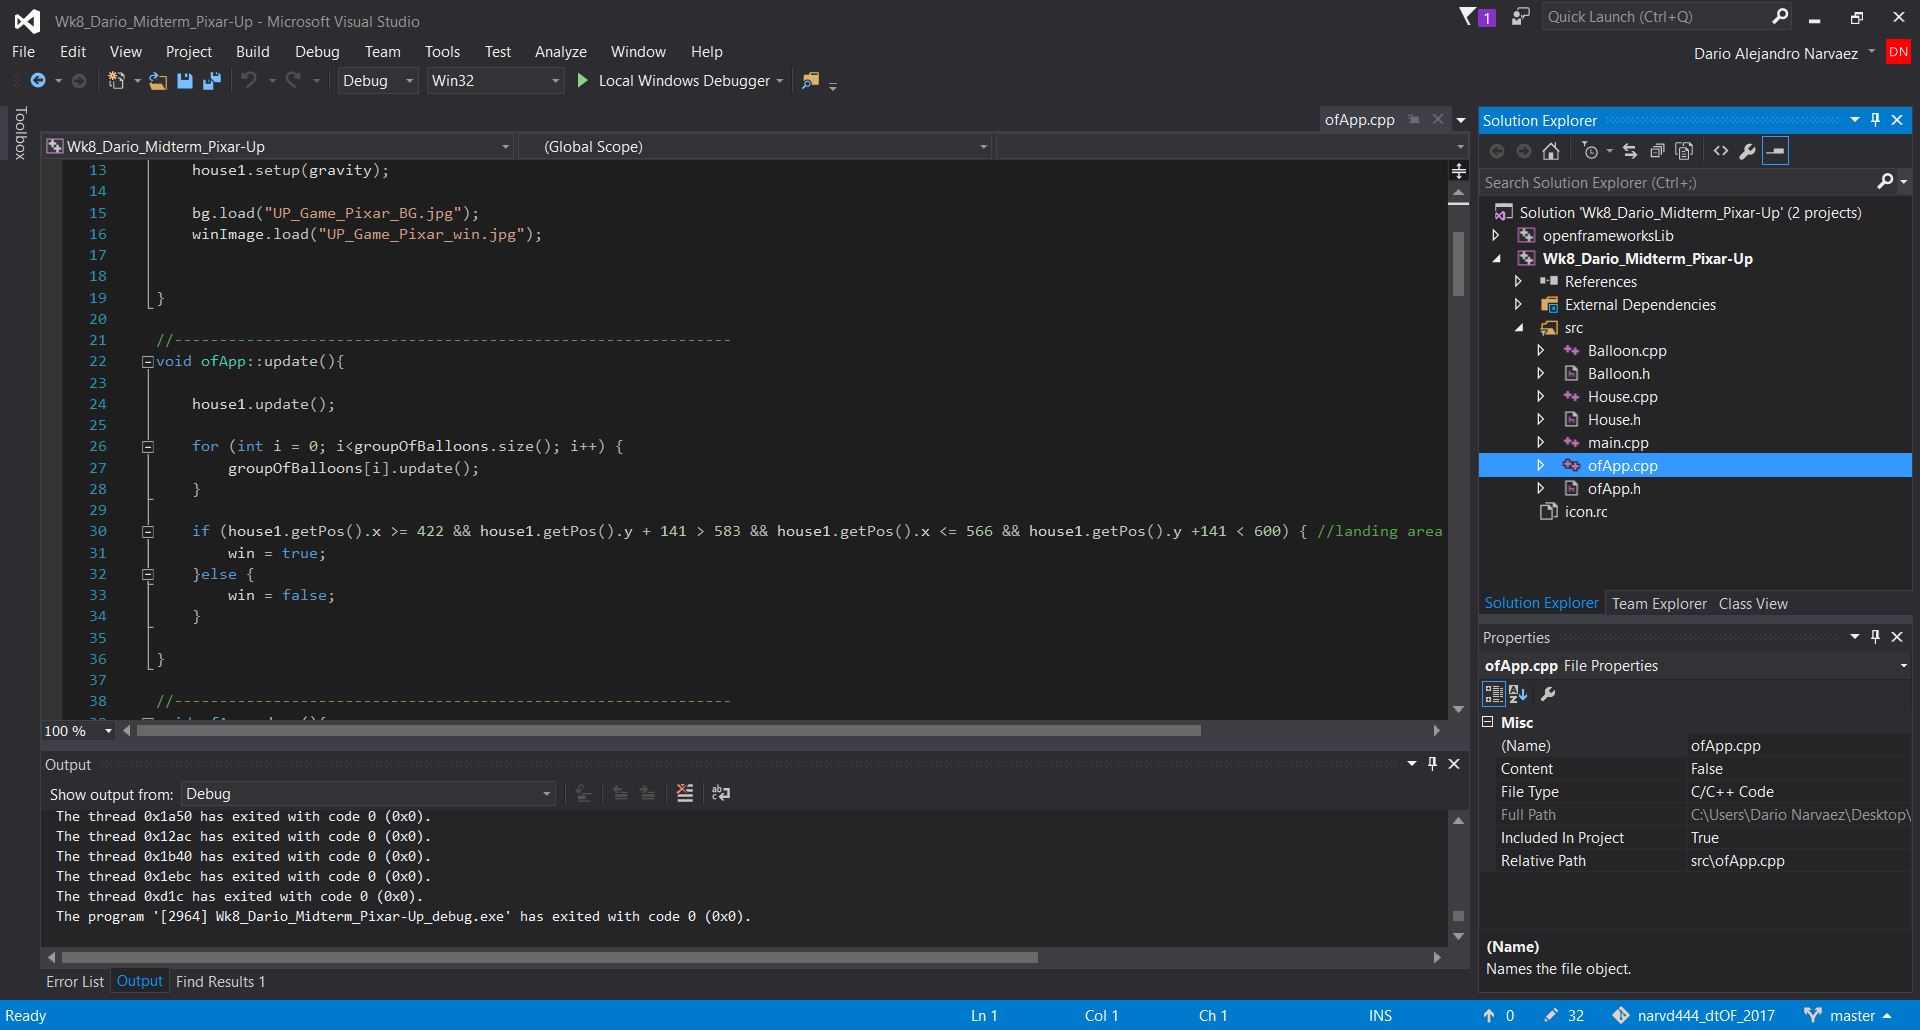 Wk8_Dario_Midterm_Pixar-Up - Microsoft Visual Studio
1
Quick Launch (Ctrl+Q)
File Edit View Project Build Debug Team Tools Test Analyze Window Help
Dario Alejandro Narvaez DN
Debug Win32 Local Windows Debugger
Toolbox
ofApp.cpp
Wk8_Dario_Midterm_Pixar-Up (Global Scope)
13 house1.setup(gravity);
14
15 bg.load("UP_Game_Pixar_BG.jpg");
16 winImage.load("UP_Game_Pixar_win.jpg");
17
18
19 }
20
21 //--------------------------------------------------------------
22 void ofApp::update(){
23
24 house1.update();
25
26 for (int i = 0; i<groupOfBalloons.size(); i++) {
27 groupOfBalloons[i].update();
28 }
29
30 if (house1.getPos().x >= 422 && house1.getPos().y + 141 > 583 && house1.getPos().x <= 566 && house1.getPos().y +141 < 600) { //landing area
31 win = true;
32 }else {
33 win = false;
34 }
35
36 }
37
38 //--------------------------------------------------------------
100 %
Output
Show output from: Debug
The thread 0x1a50 has exited with code 0 (0x0).
The thread 0x12ac has exited with code 0 (0x0).
The thread 0x1b40 has exited with code 0 (0x0).
The thread 0x1ebc has exited with code 0 (0x0).
The thread 0xd1c has exited with code 0 (0x0).
The program '[2964] Wk8_Dario_Midterm_Pixar-Up_debug.exe' has exited with code 0 (0x0).
Error List Output Find Results 1
Solution Explorer
Search Solution Explorer (Ctrl+;)
Solution 'Wk8_Dario_Midterm_Pixar-Up' (2 projects)
openframeworksLib
Wk8_Dario_Midterm_Pixar-Up
References
External Dependencies
src
Balloon.cpp
Balloon.h
House.cpp
House.h
main.cpp
ofApp.cpp
ofApp.h
icon.rc
Solution Explorer Team Explorer Class View
Properties
ofApp.cpp File Properties
Misc
(Name) ofApp.cpp
Content False
File Type C/C++ Code
Full Path C:\Users\Dario Narvaez\Desktop\
Included In Project True
Relative Path src\ofApp.cpp
(Name)
Names the file object.
Ready Ln 1 Col 1 Ch 1 INS 0 32 narvd444_dtOF_2017 master